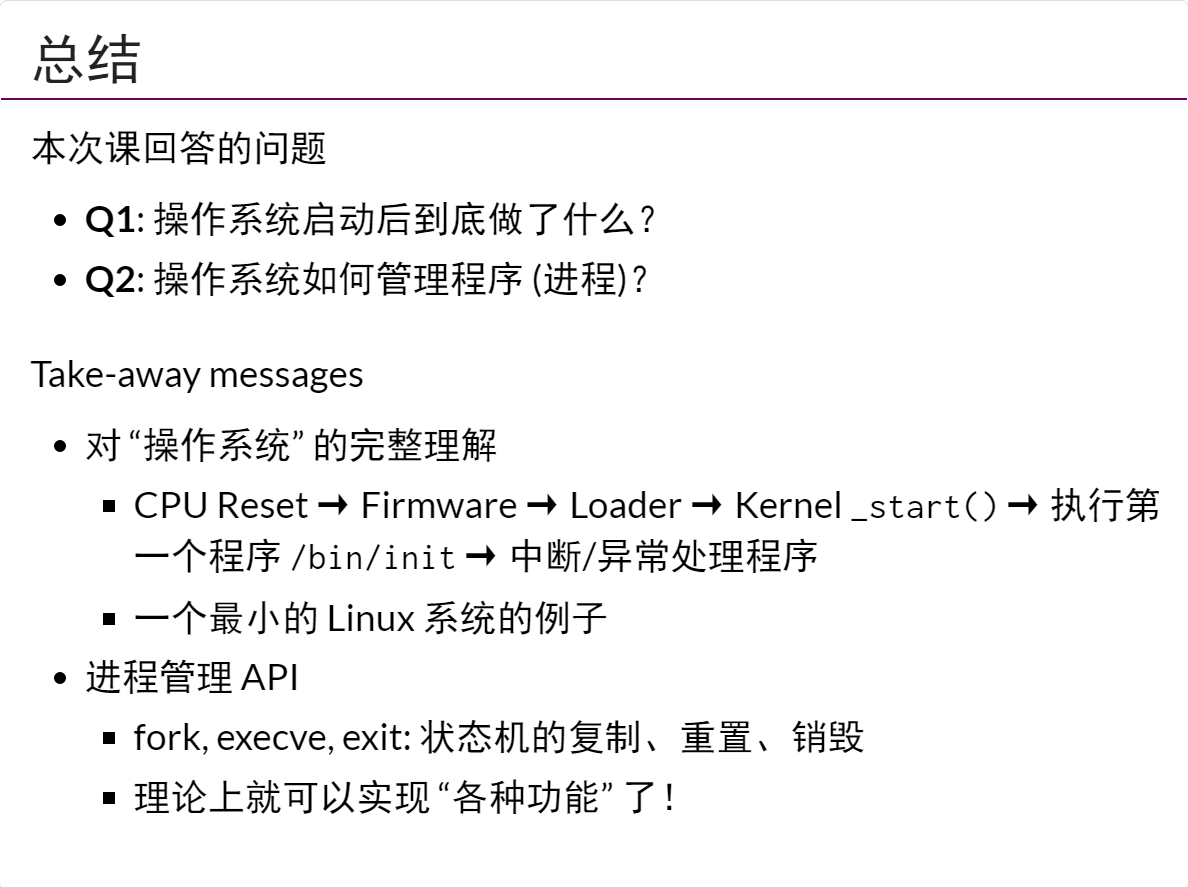 总结
本次课回答的问题
• Q1: 操作系统启动后到底做了什么？
• Q2: 操作系统如何管理程序 (进程)？
Take-away messages
• 对 “操作系统” 的完整理解
▪ CPU Reset → Firmware → Loader → Kernel _start() → 执行第
一个程序 /bin/init → 中断/异常处理程序
▪ 一个最小的 Linux 系统的例子
• 进程管理 API
▪ fork, execve, exit: 状态机的复制、重置、销毁
▪ 理论上就可以实现 “各种功能” 了！